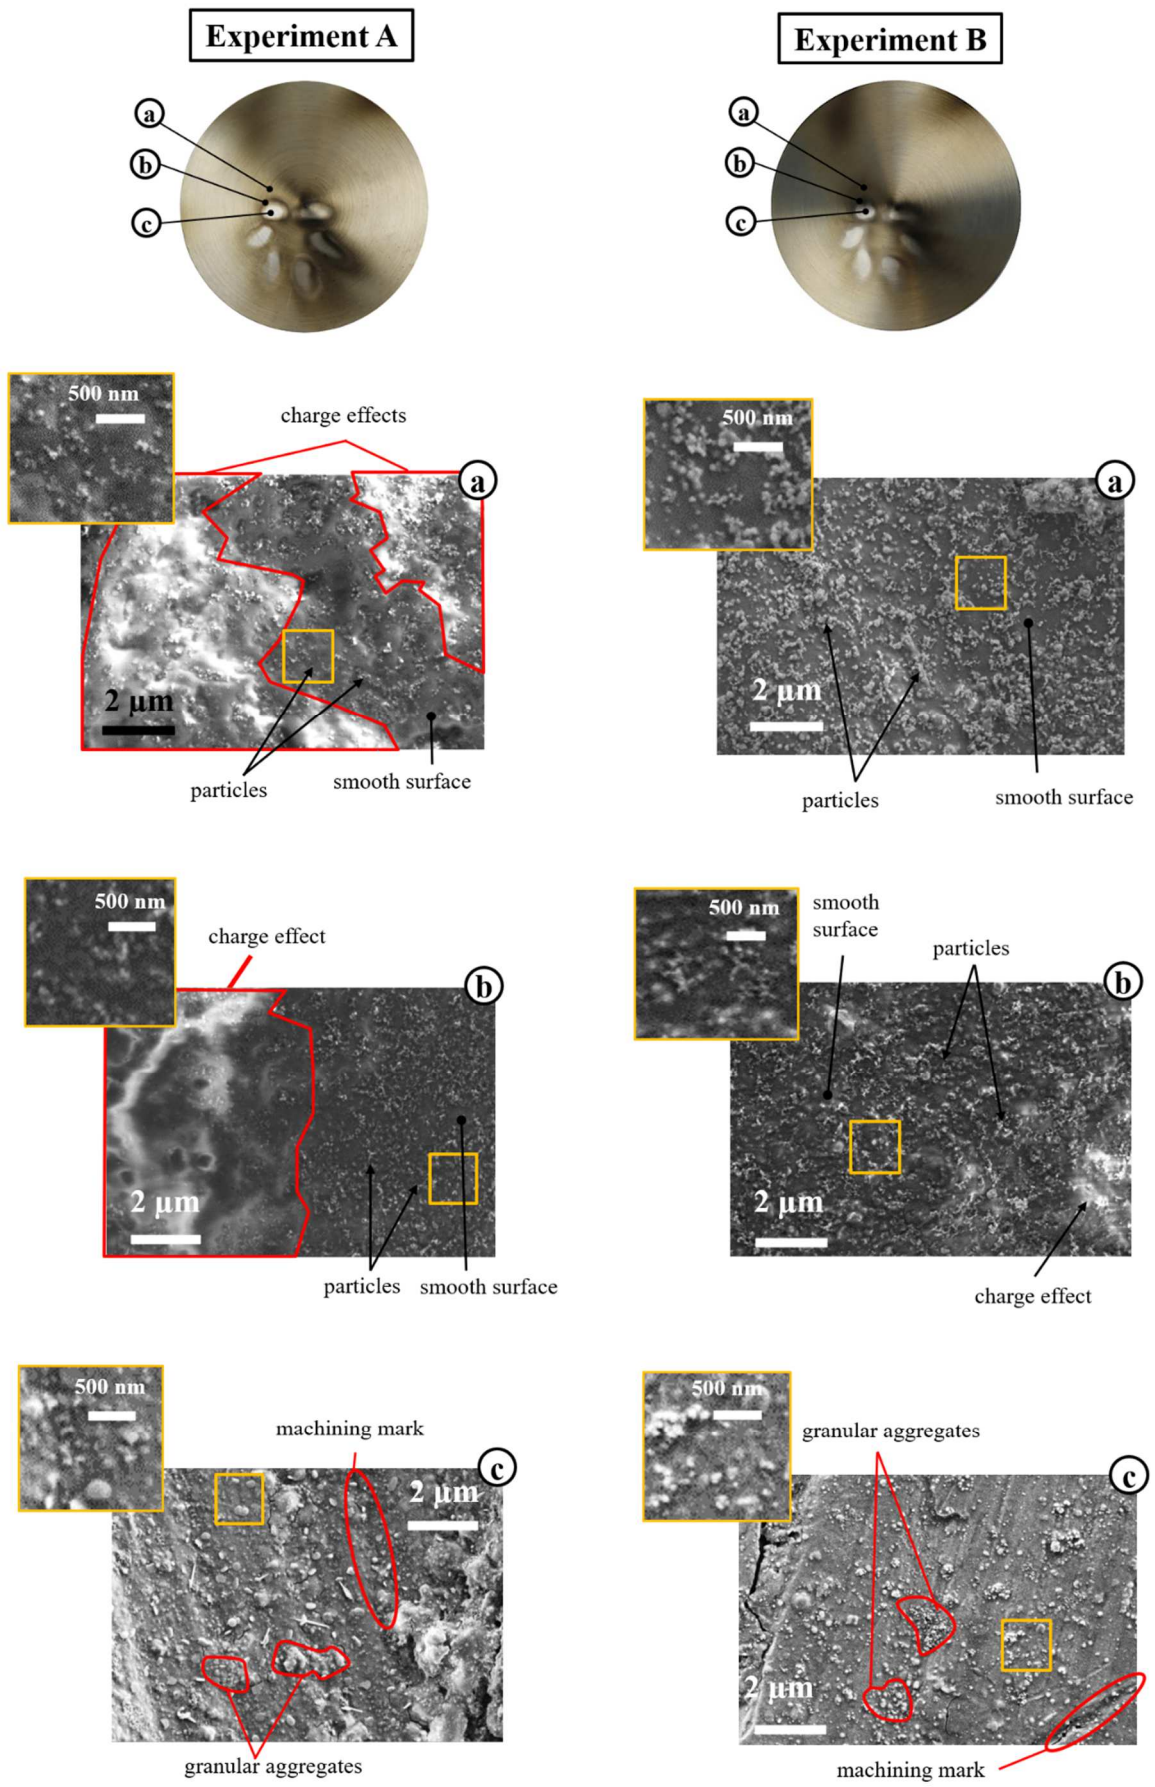 Experiment A
Experiment B
a
b
c
a
b
c
500 nm
charge effects
a
2 μm
particles
smooth surface
500 nm
a
2 μm
particles
smooth surface
500 nm
charge effect
b
2 μm
particles
smooth surface
500 nm
smooth
surface
particles
b
2 μm
charge effect
500 nm
machining mark
c
2 μm
granular aggregates
500 nm
granular aggregates
c
2 μm
machining mark